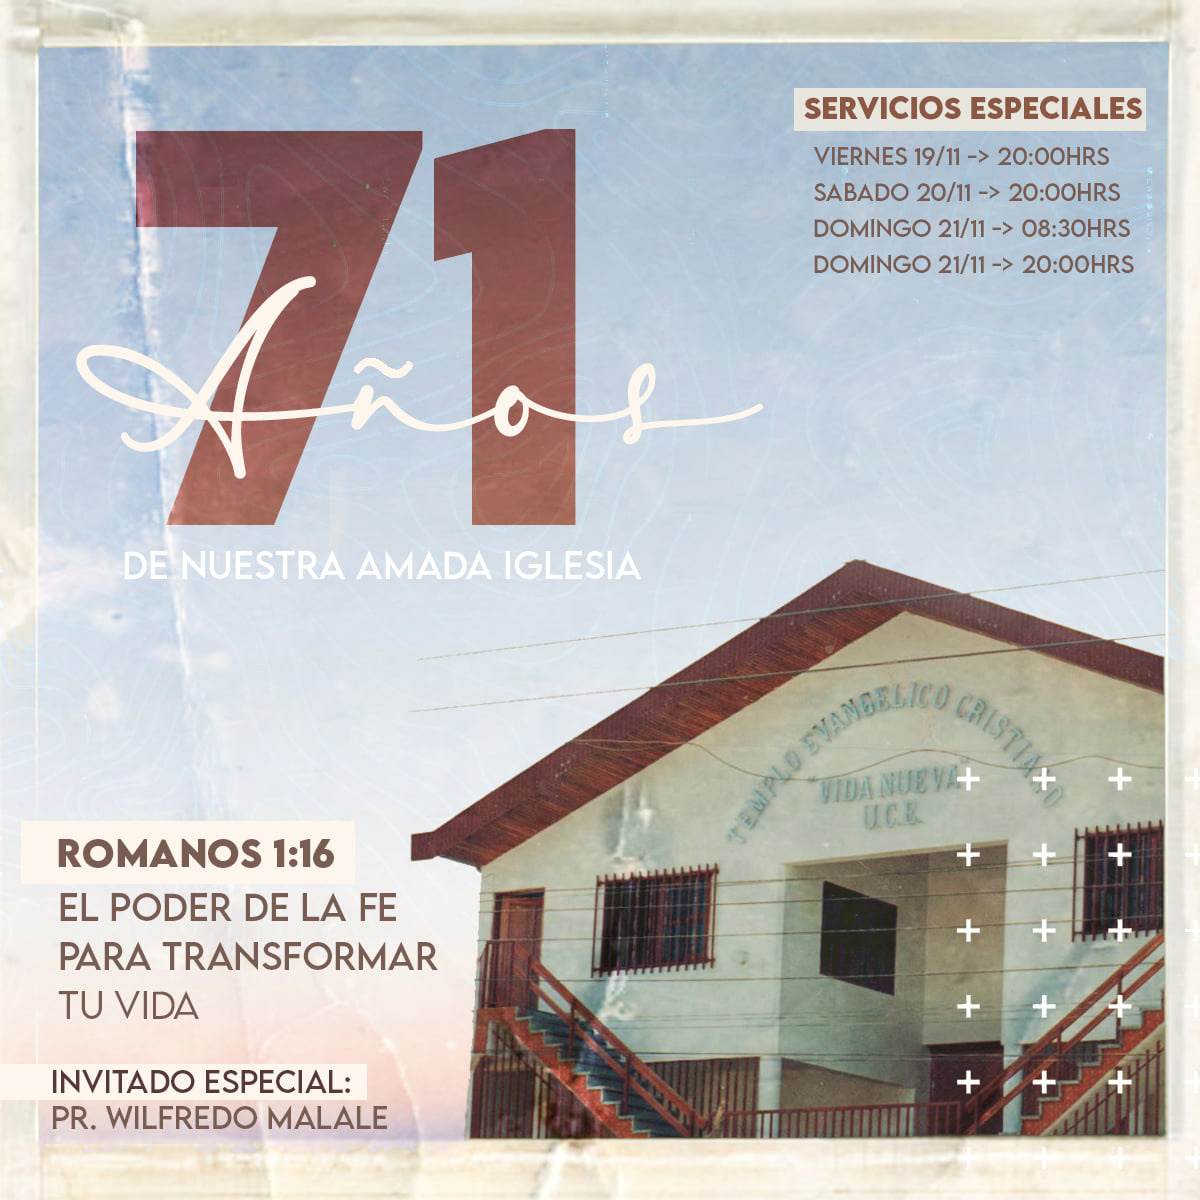 SERVICIOS ESPECIALES
VIERNES 19/11 -> 20:00HRS
SABADO 20/11 -> 20:00HRS
DOMINGO 21/11 -> 08:30HRS
DOMINGO 21/11 -> 20:00HRS
71
Años
DE NUESTRA AMADA IGLESIA
TEMPLO EVANGELICO CRISTIANO
"VIDA NUEVA"
U.C.E.
ROMANOS 1:16
EL PODER DE LA FE
PARA TRANSFORMAR
TU VIDA
INVITADO ESPECIAL:
PR. WILFREDO MALALE